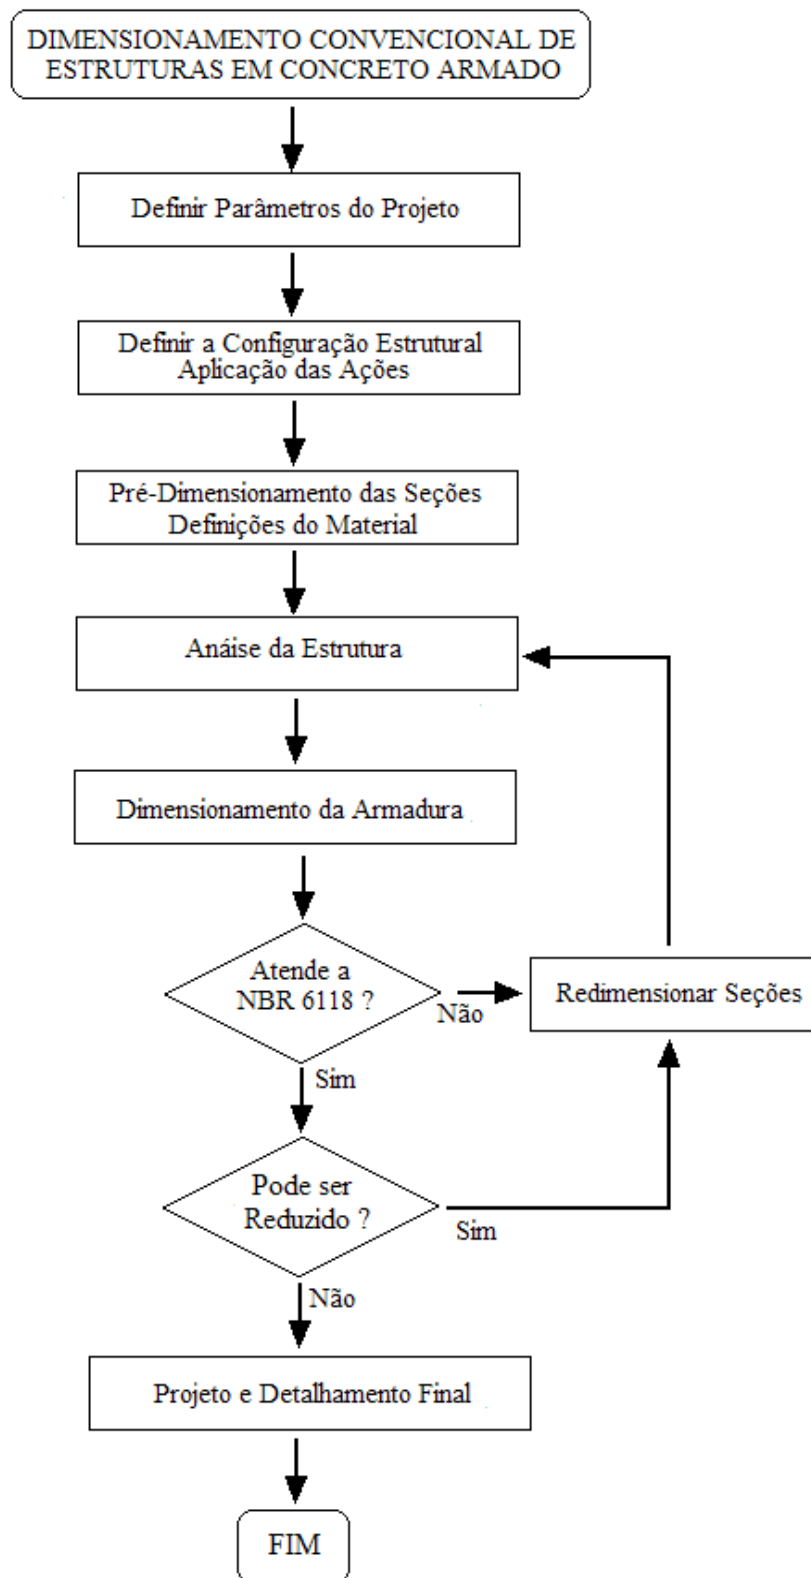 DIMENSIONAMENTO CONVENCIONAL DE
ESTRUTURAS EM CONCRETO ARMADO
Definir Parâmetros do Projeto
Definir a Configuração Estrutural
Aplicação das Ações
Pré-Dimensionamento das Seções
Definições do Material
Anáise da Estrutura
Dimensionamento da Armadura
Atende a
NBR 6118 ?
Não
Redimensionar Seções
Sim
Pode ser
Reduzido ?
Sim
Não
Projeto e Detalhamento Final
FIM